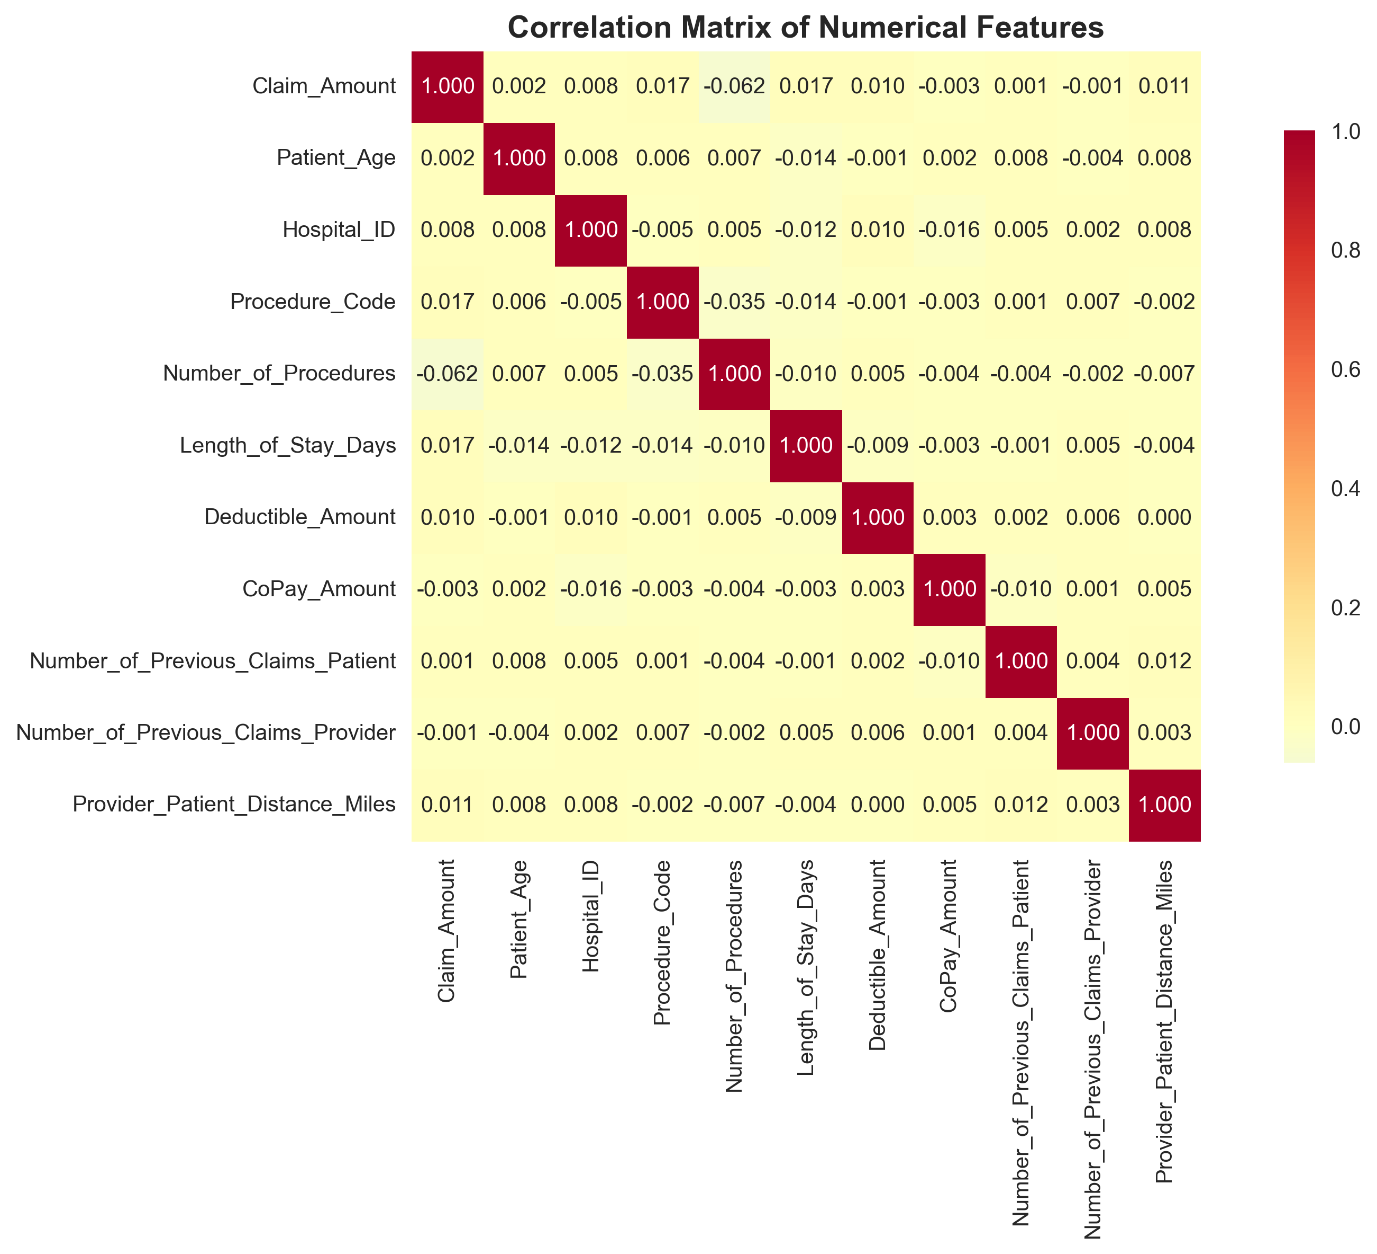 Correlation Matrix of Numerical Features
Claim_Amount 1.000 0.002 0.008 0.017 -0.062 0.017 0.010 -0.003 0.001 -0.001 0.011
Patient_Age 0.002 1.000 0.008 0.006 0.007 -0.014 -0.001 0.002 0.008 -0.004 0.008
Hospital_ID 0.008 0.008 1.000 -0.005 0.005 -0.012 0.010 -0.016 0.005 0.002 0.008
Procedure_Code 0.017 0.006 -0.005 1.000 -0.035 -0.014 -0.001 -0.003 0.001 0.007 -0.002
Number_of_Procedures -0.062 0.007 0.005 -0.035 1.000 -0.010 0.005 -0.004 -0.004 -0.002 -0.007
Length_of_Stay_Days 0.017 -0.014 -0.012 -0.014 -0.010 1.000 -0.009 -0.003 -0.001 0.005 -0.004
Deductible_Amount 0.010 -0.001 0.010 -0.001 0.005 -0.009 1.000 0.003 0.002 0.006 0.000
CoPay_Amount -0.003 0.002 -0.016 -0.003 -0.004 -0.003 0.003 1.000 -0.010 0.001 0.005
Number_of_Previous_Claims_Patient 0.001 0.008 0.005 0.001 -0.004 -0.001 0.002 -0.010 1.000 0.004 0.012
Number_of_Previous_Claims_Provider -0.001 -0.004 0.002 0.007 -0.002 0.005 0.006 0.001 0.004 1.000 0.003
Provider_Patient_Distance_Miles 0.011 0.008 0.008 -0.002 -0.007 -0.004 0.000 0.005 0.012 0.003 1.000
Claim_Amount
Patient_Age
Hospital_ID
Procedure_Code
Number_of_Procedures
Length_of_Stay_Days
Deductible_Amount
CoPay_Amount
Number_of_Previous_Claims_Patient
Number_of_Previous_Claims_Provider
Provider_Patient_Distance_Miles
1.0
0.8
0.6
0.4
0.2
0.0